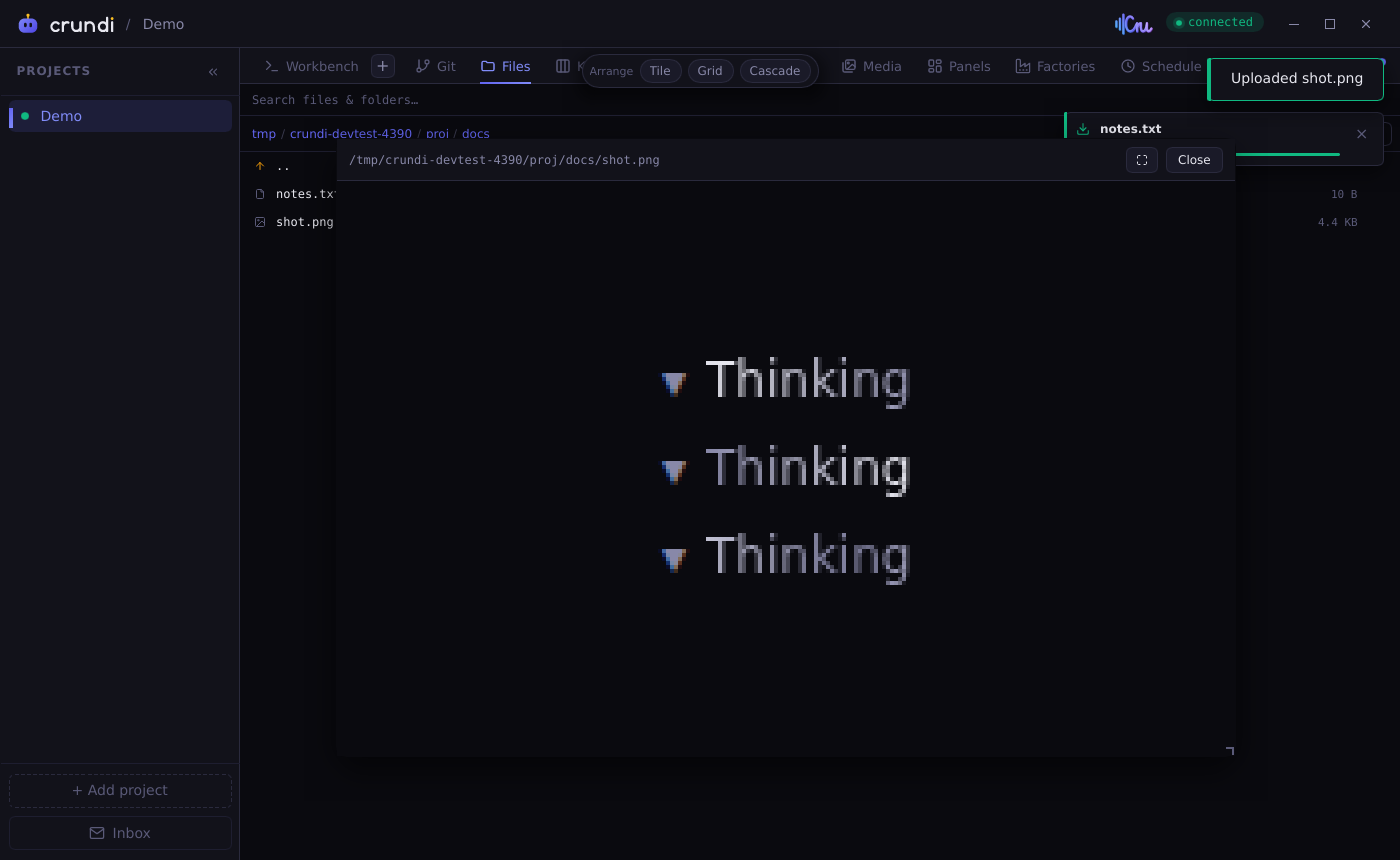 crundi / Demo
Cru
connected
PROJECTS «
Demo
+ Add project
Inbox
Workbench + Git Files
Arrange Tile Grid Cascade
Media Panels Factories Schedule
Uploaded shot.png
Search files & folders…
tmp / crundi-devtest-4390 / proj / docs
notes.txt
/tmp/crundi-devtest-4390/proj/docs/shot.png Close
..
notes.txt 10 B
shot.png 4.4 KB
▼ Thinking
▼ Thinking
▼ Thinking